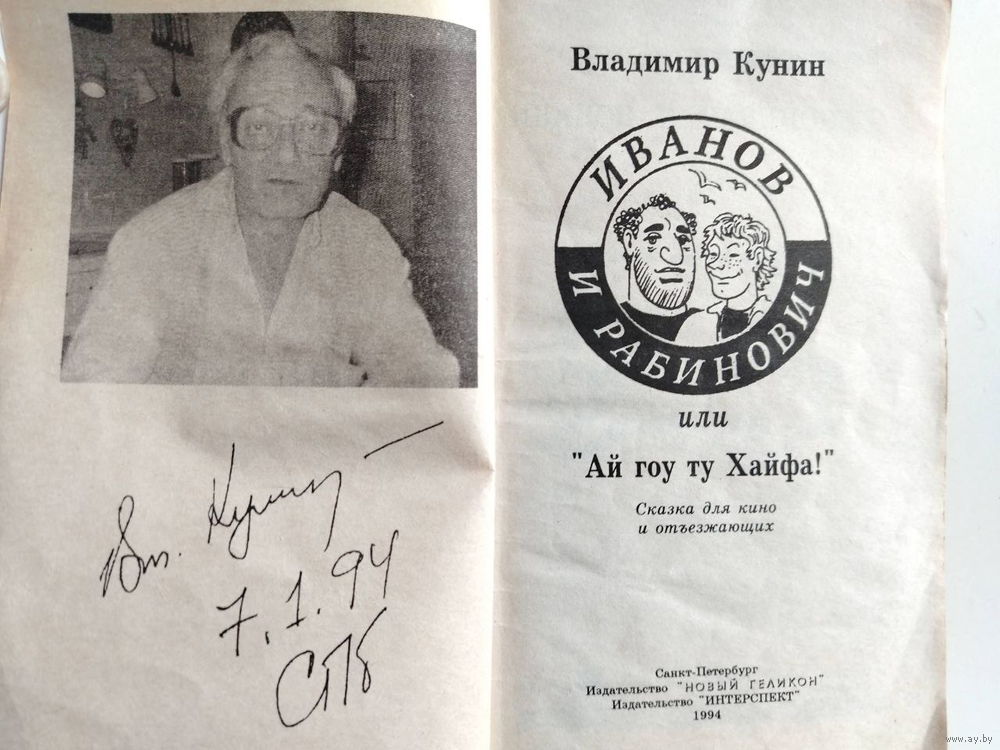 Вл. Кунин
7.1.94
СПб
Владимир Кунин
ИВАНОВ
И РАБИНОВИЧ
или
"Ай гоу ту Хайфа!"
Сказка для кино
и отъезжающих
Санкт-Петербург
Издательство "НОВЫЙ ГЕЛИКОН"
Издательство "ИНТЕРСПЕКТ"
1994
www.ay.by